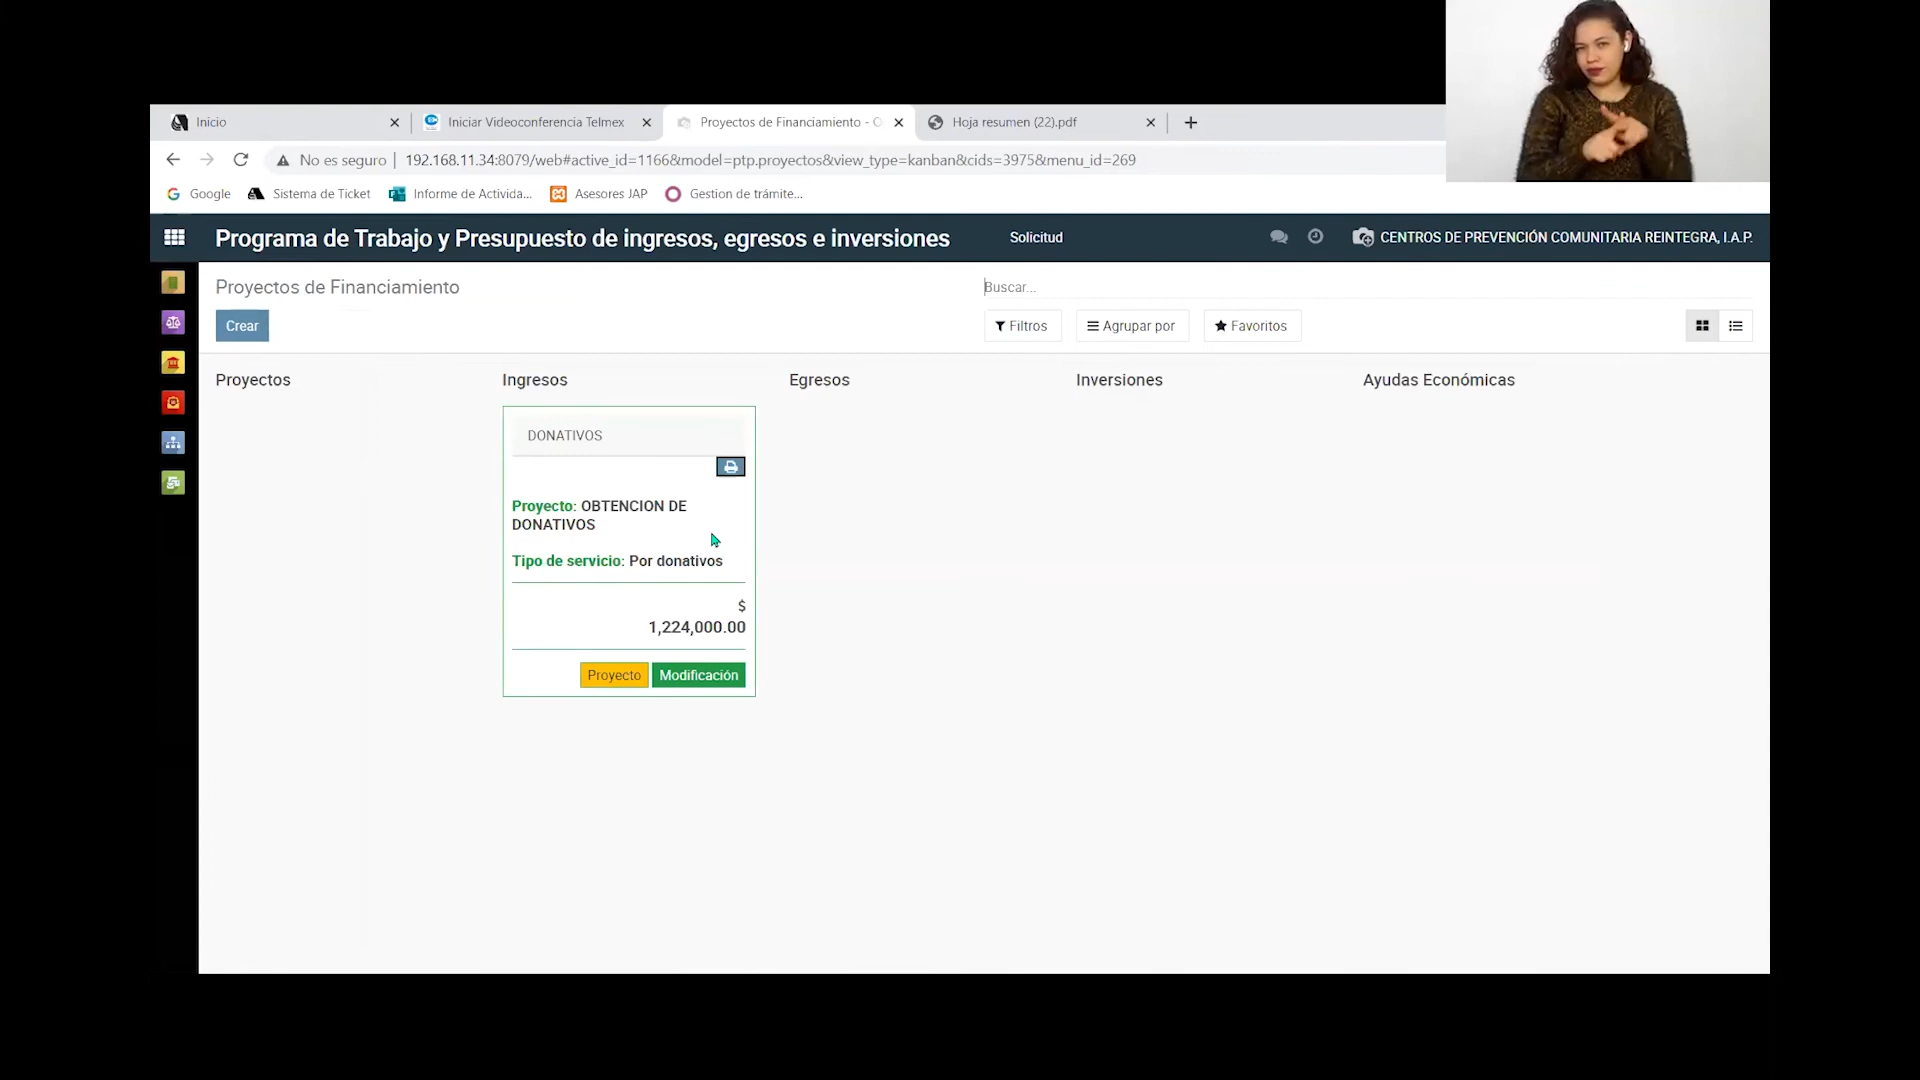 Inicio
Iniciar Videoconferencia Telmex
Proyectos de Financiamiento - O
Hoja resumen (22).pdf
No es seguro
192.168.11.34:8079/web#active_id=1166&model=ptp.proyectos&view_type=kanban&cids=3975&menu_id=269
Google
Sistema de Ticket
Informe de Activida...
Asesores JAP
Gestion de trámite...
Programa de Trabajo y Presupuesto de ingresos, egresos e inversiones
Solicitud
CENTROS DE PREVENCIÓN COMUNITARIA REINTEGRA, I.A.P.
Proyectos de Financiamiento
Buscar...
Crear
Filtros
Agrupar por
Favoritos
Proyectos
Ingresos
Egresos
Inversiones
Ayudas Económicas
DONATIVOS
Proyecto: OBTENCION DE
DONATIVOS
Tipo de servicio: Por donativos
$
1,224,000.00
Proyecto
Modificación